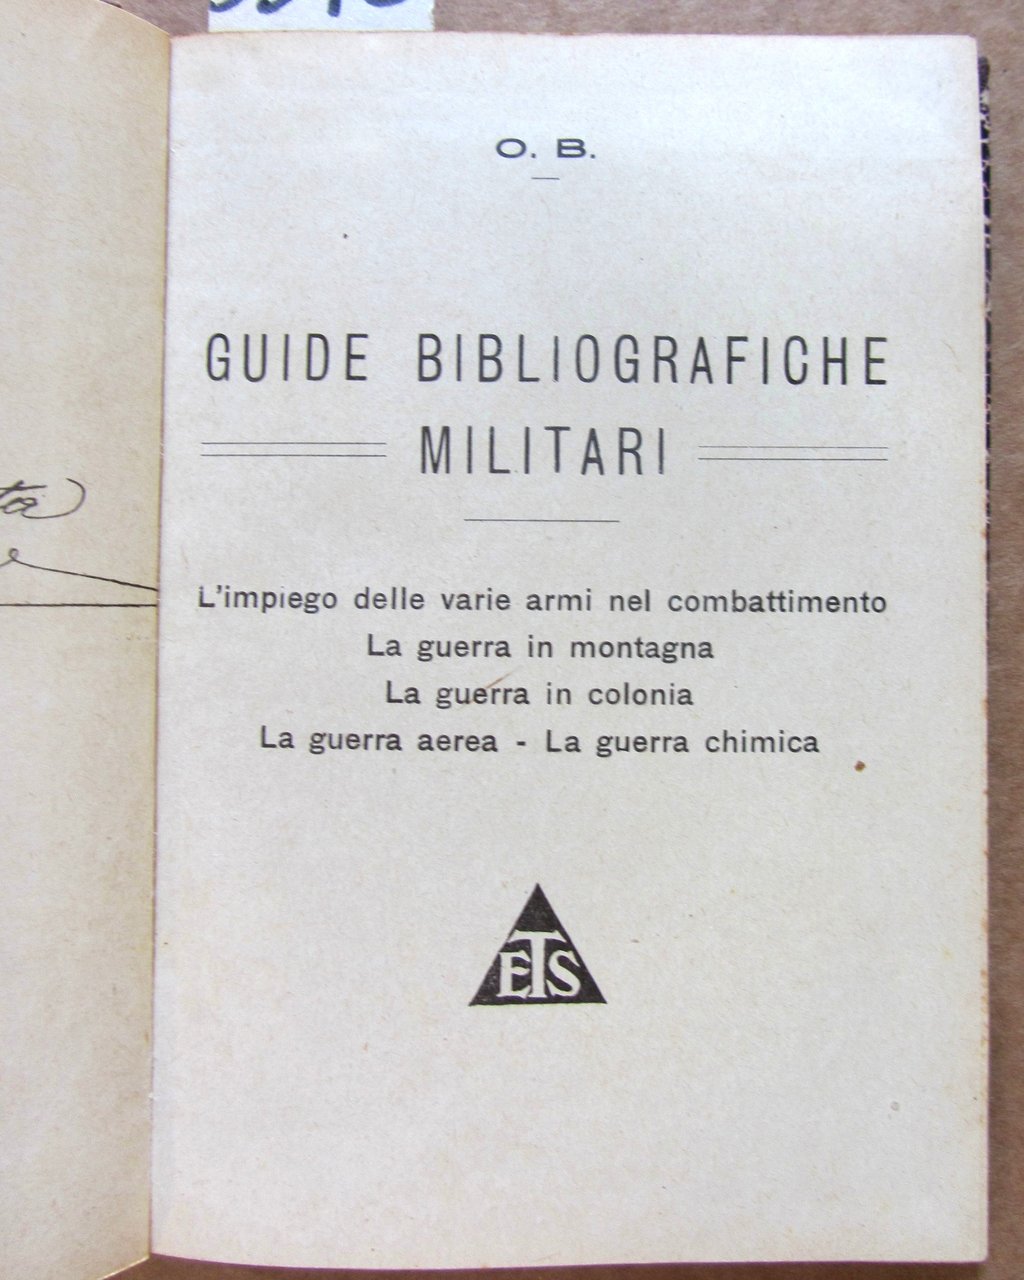 O. B.
GUIDE BIBLIOGRAFICHE
MILITARI
L'impiego delle varie armi nel combattimento
La guerra in montagna
La guerra in colonia
La guerra aerea - La guerra chimica
ETS